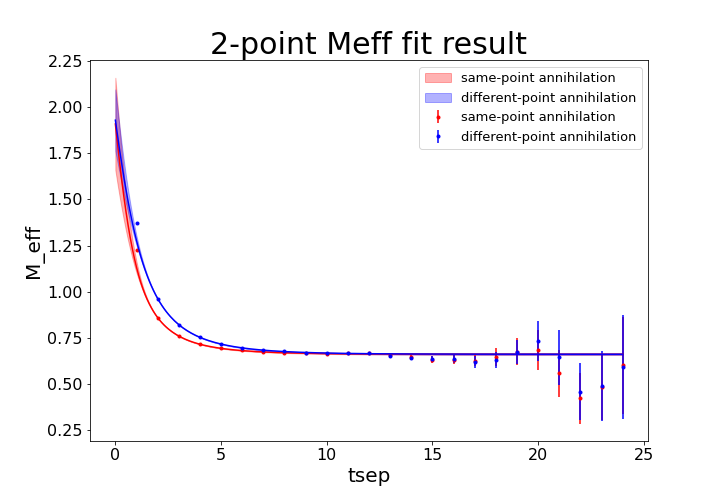 2-point Meff fit result
2.25
2.00
1.75
1.50
1.25
1.00
0.75
0.50
0.25
M_eff
same-point annihilation
different-point annihilation
same-point annihilation
different-point annihilation
0 5 10 15 20 25
tsep